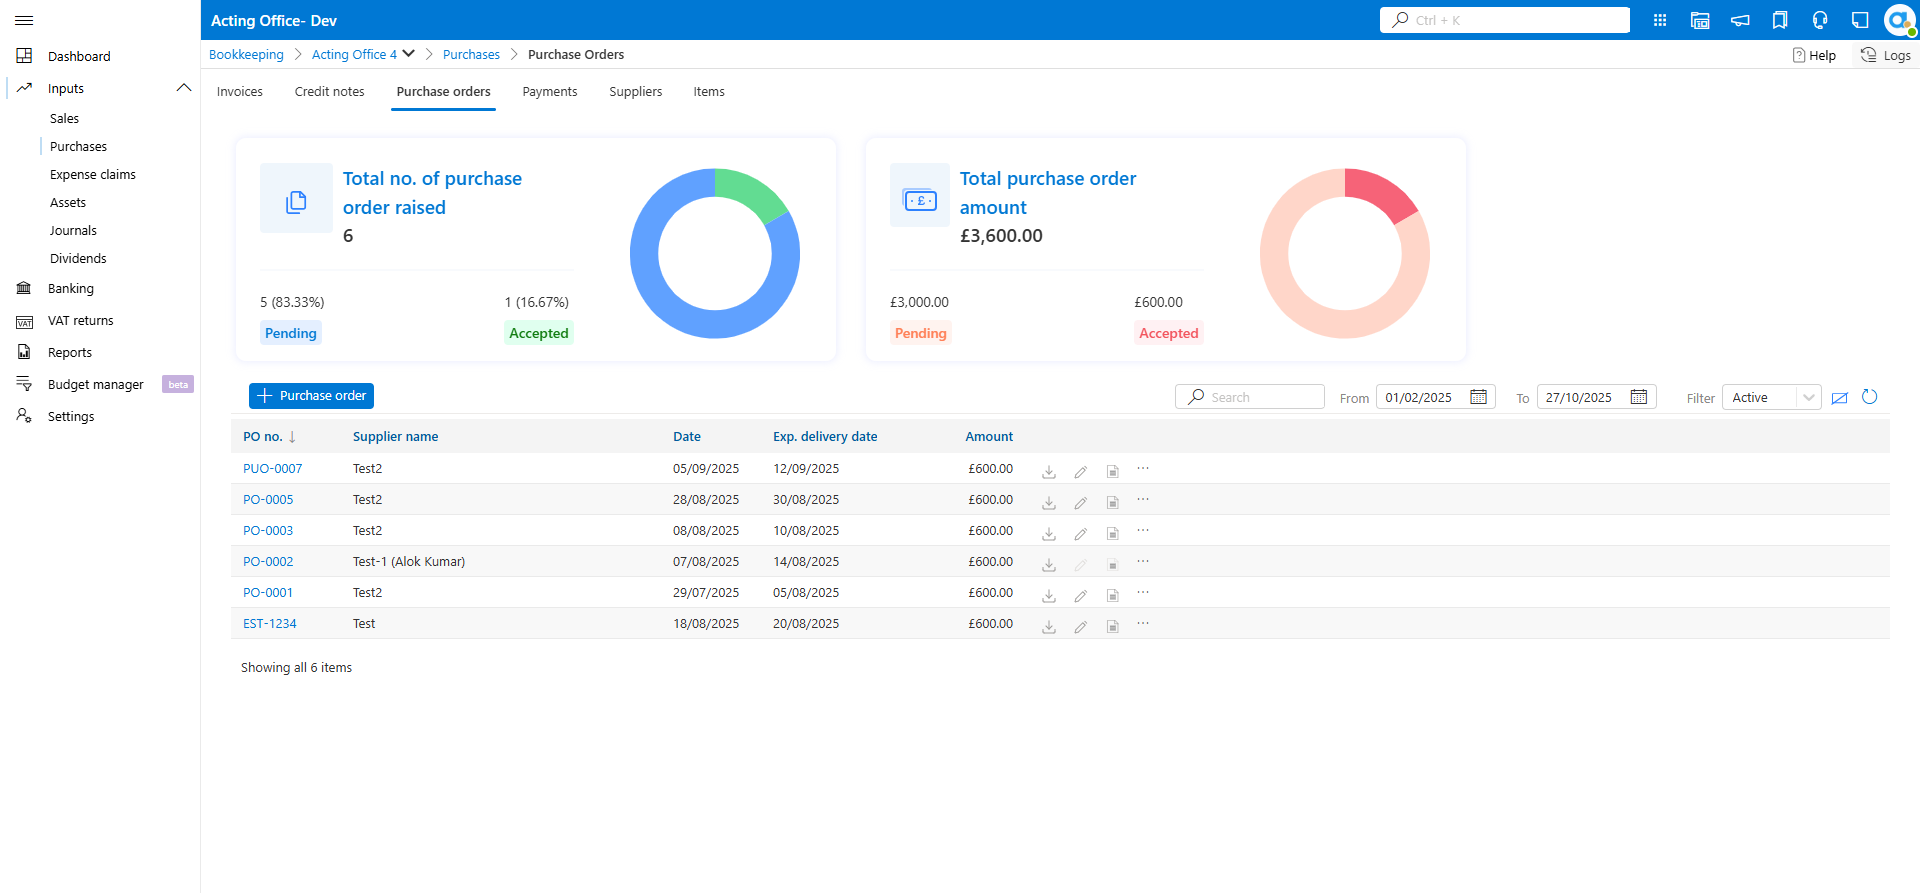 Acting Office- Dev
Ctrl + K
Dashboard
Inputs
Sales
Purchases
Expense claims
Assets
Journals
Dividends
Banking
VAT
VAT returns
Reports
Budget manager
beta
Settings
Bookkeeping
Acting Office 4
Purchases
Purchase Orders
Help
Logs
Invoices
Credit notes
Purchase orders
Payments
Suppliers
Items
Total no. of purchase
order raised
6
5 (83.33%)
1 (16.67%)
Pending
Accepted
Total purchase order
amount
£3,600.00
£3,000.00
£600.00
Pending
Accepted
Purchase order
Search
From
01/02/2025
To
27/10/2025
Filter
Active
PO no. ↓ Supplier name Date Exp. delivery date Amount
PUO-0007 Test2 05/09/2025 12/09/2025 £600.00
PO-0005 Test2 28/08/2025 30/08/2025 £600.00
PO-0003 Test2 08/08/2025 10/08/2025 £600.00
PO-0002 Test-1 (Alok Kumar) 07/08/2025 14/08/2025 £600.00
PO-0001 Test2 29/07/2025 05/08/2025 £600.00
EST-1234 Test 18/08/2025 20/08/2025 £600.00
Showing all 6 items